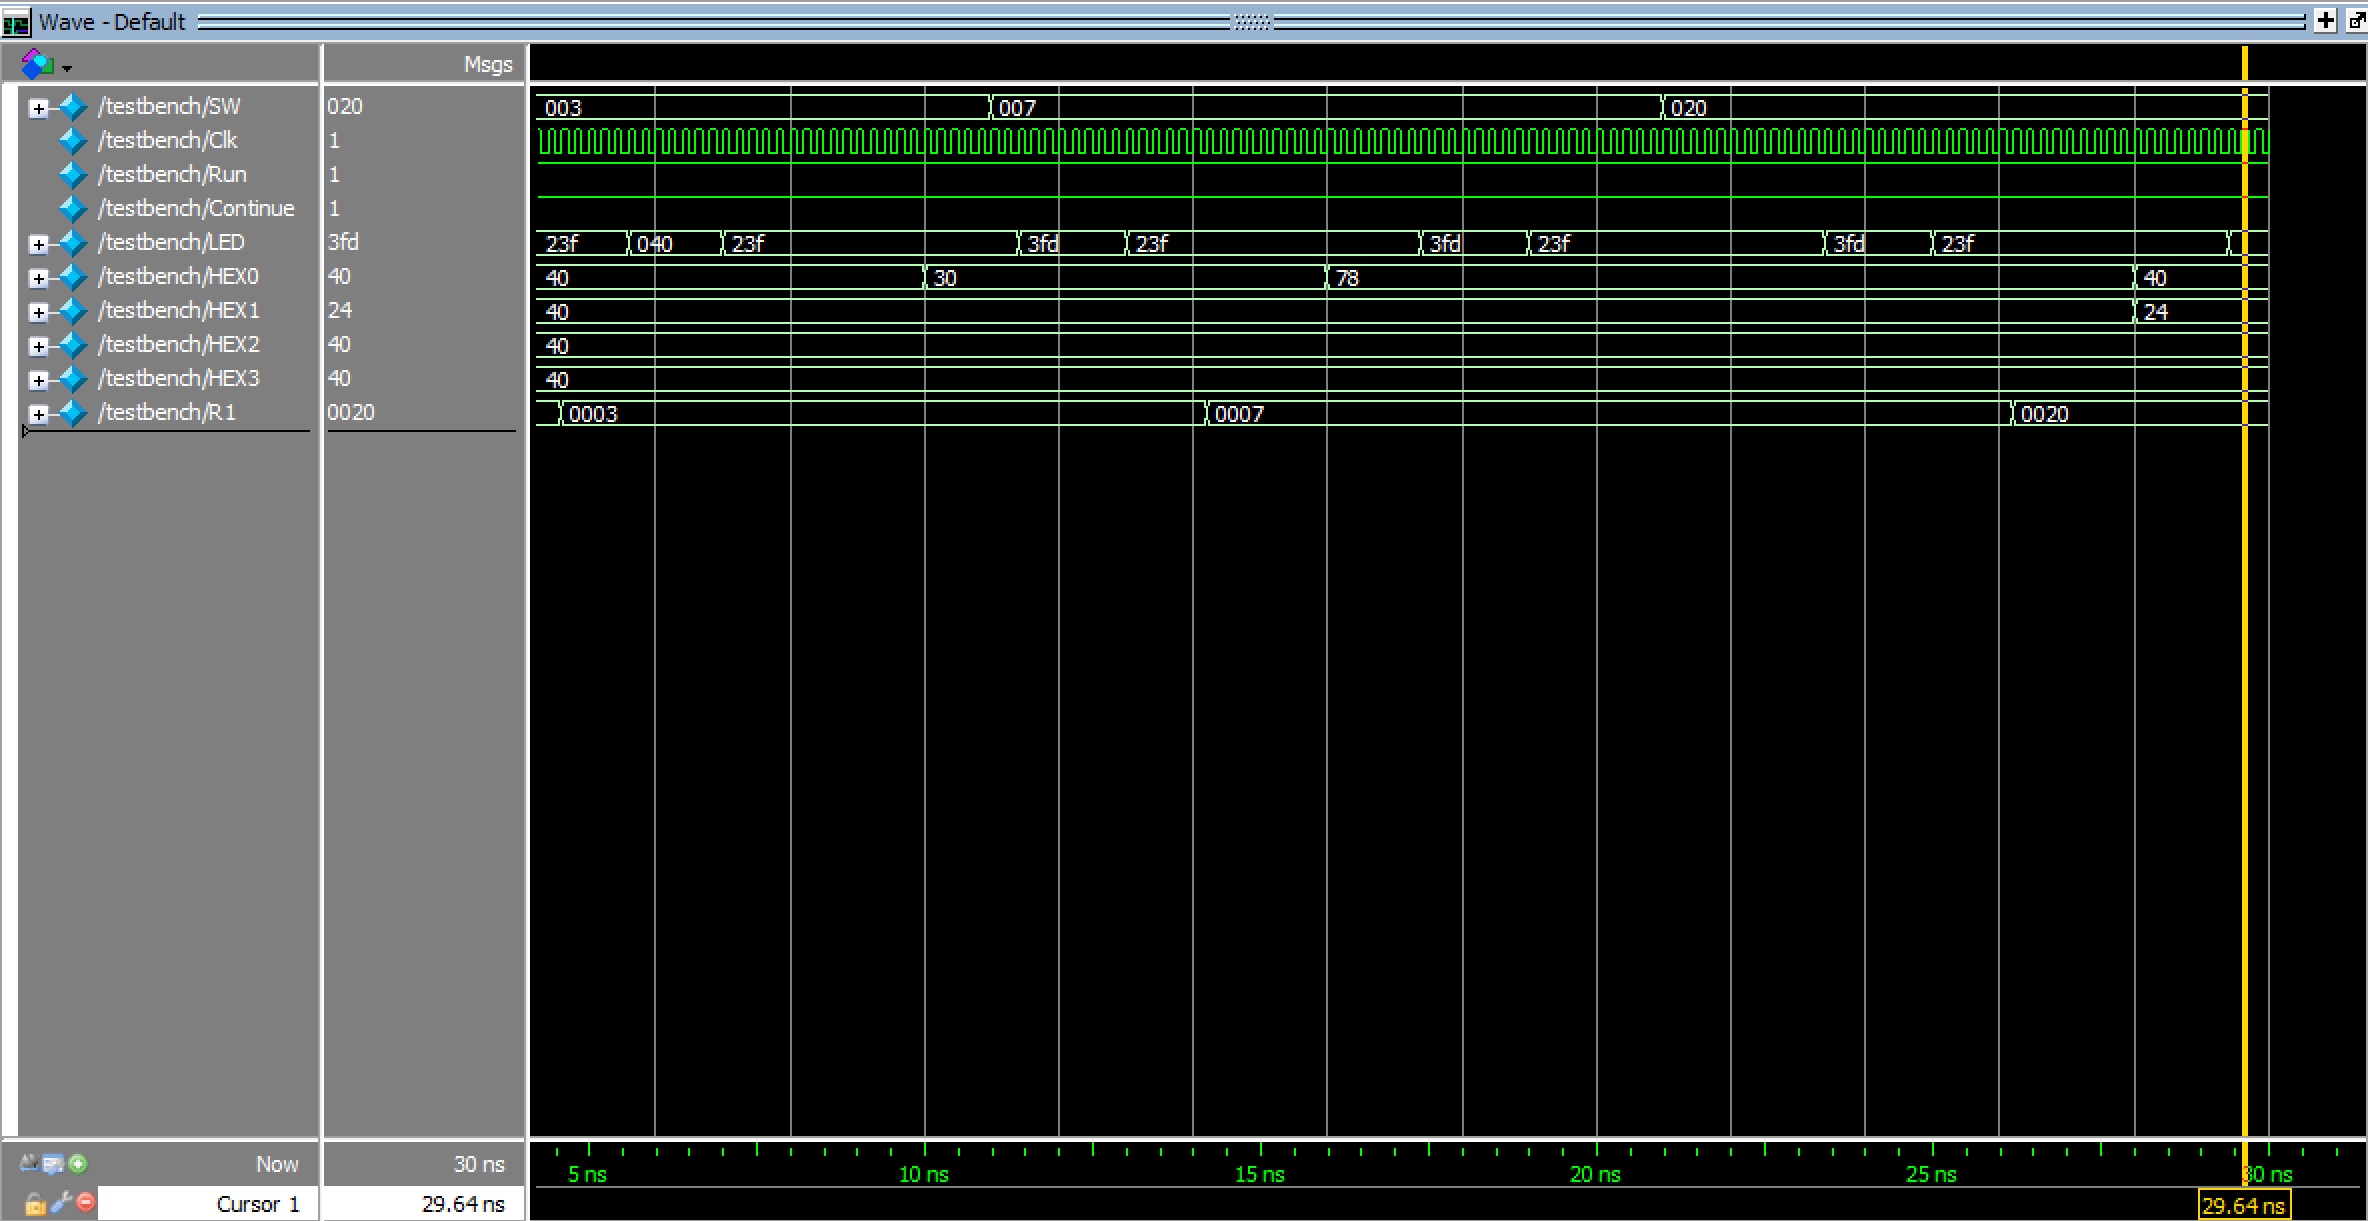 Wave - Default
Msgs
/testbench/SW 020 003 007 020
/testbench/Clk 1
/testbench/Run 1
/testbench/Continue 1
/testbench/LED 3fd 23f 040 23f 3fd 23f 3fd 23f 3fd 23f
/testbench/HEX0 40 40 30 78 40
/testbench/HEX1 24 40 24
/testbench/HEX2 40 40
/testbench/HEX3 40 40
/testbench/R1 0020 0003 0007 0020
Now 30 ns 5 ns 10 ns 15 ns 20 ns 25 ns 30 ns
Cursor 1 29.64 ns 29.64 ns